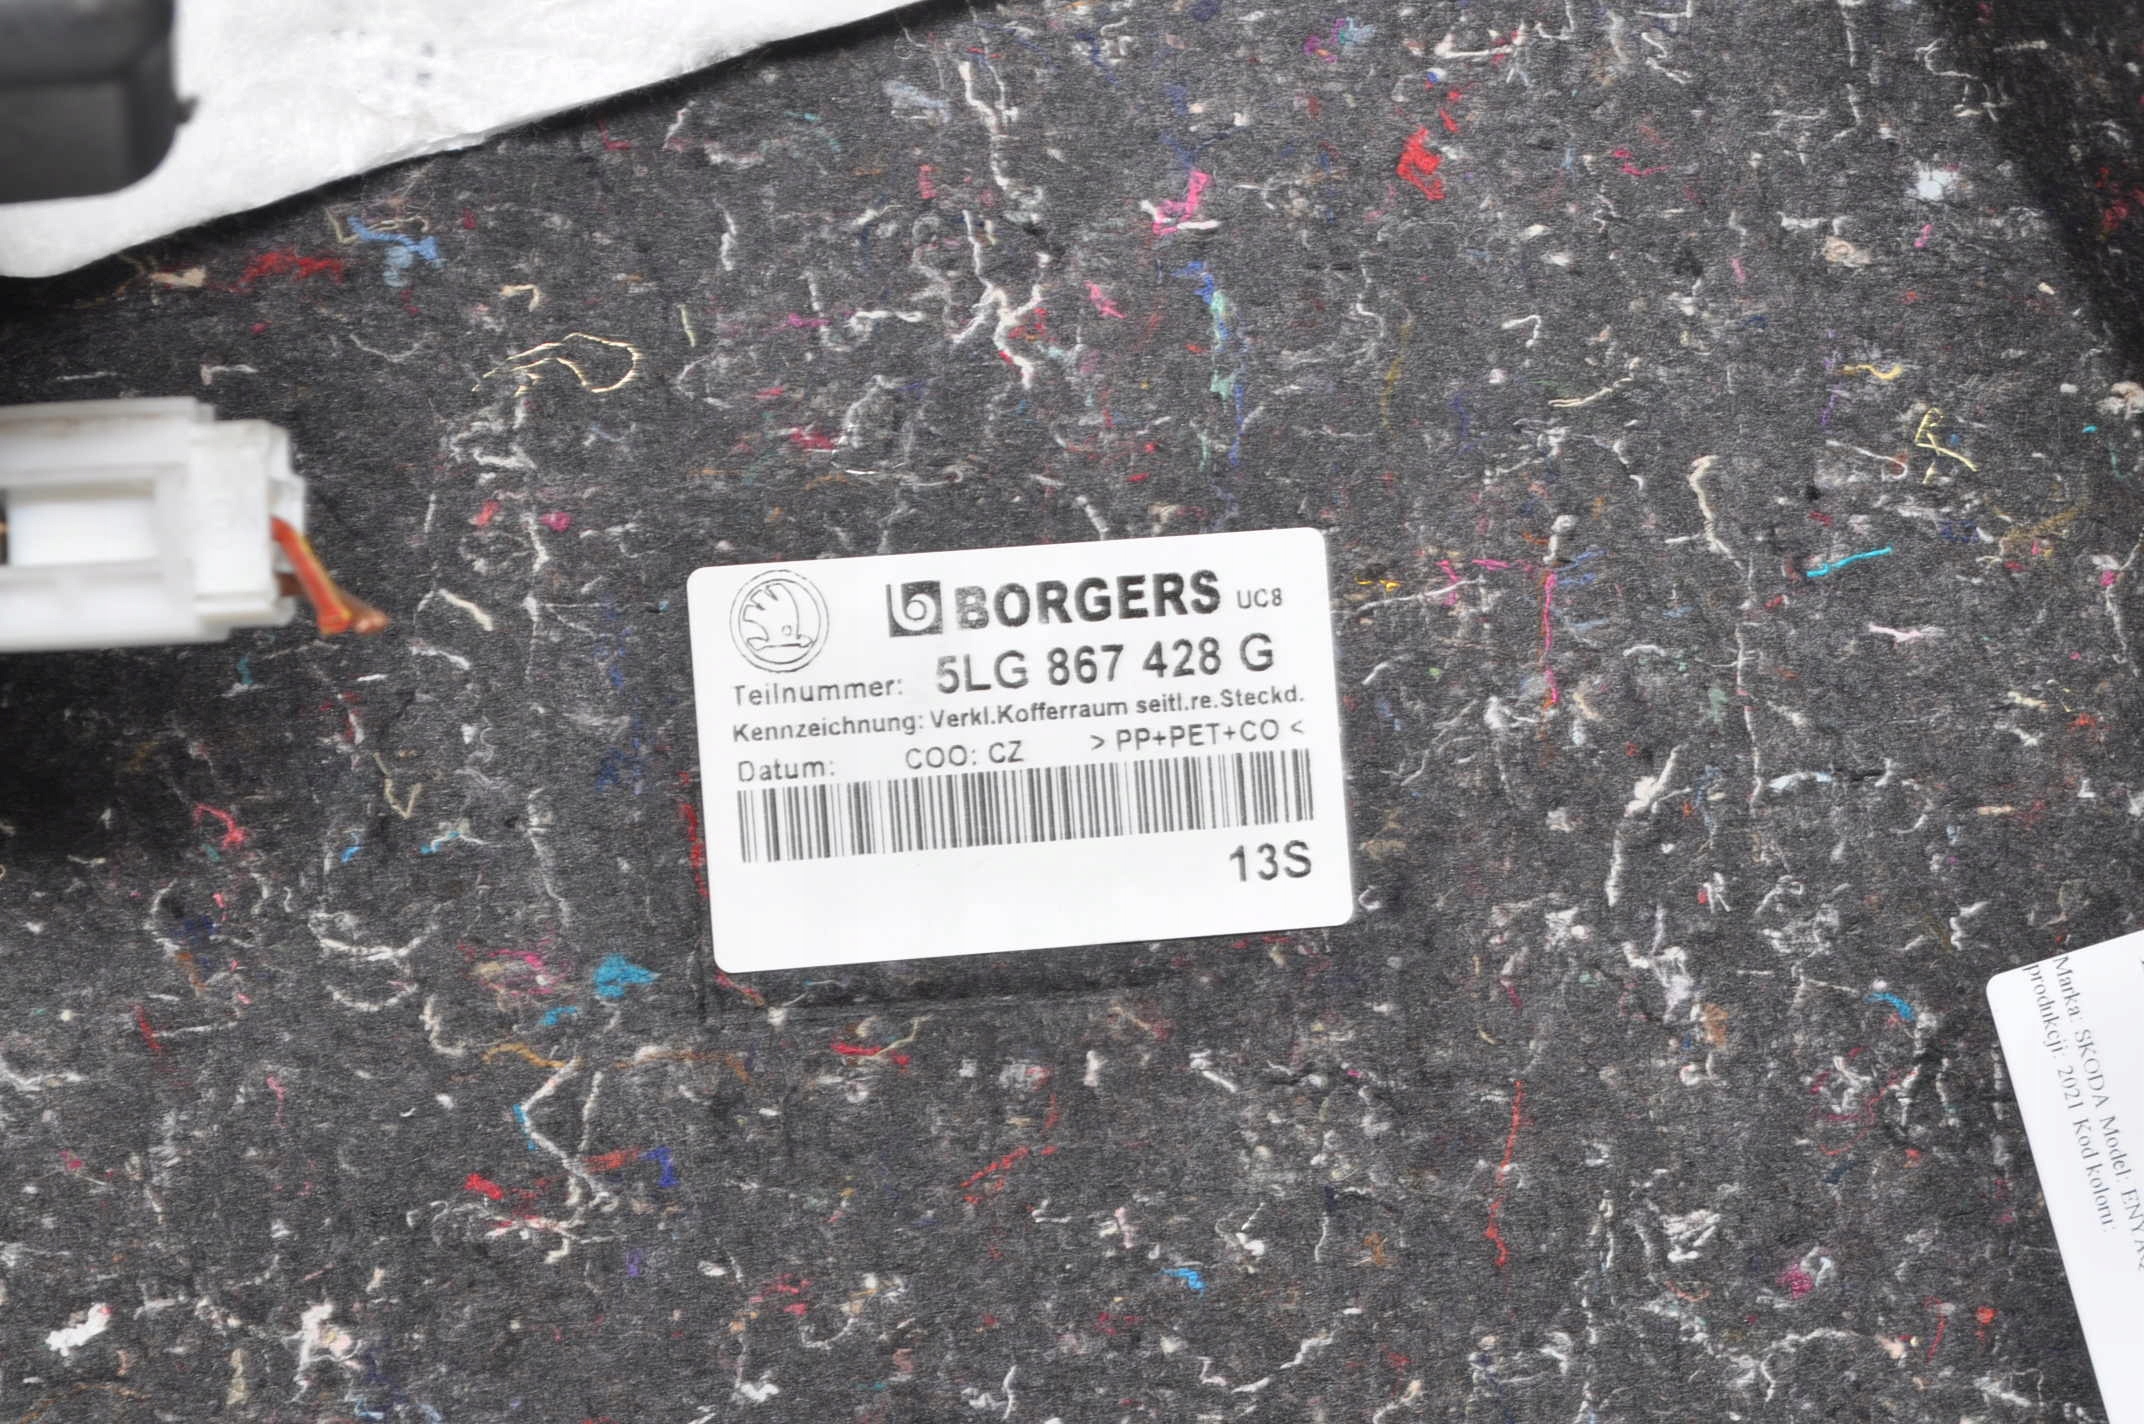 BORGERS UC8
Teilnummer: 5LG 867 428 G
Kennzeichnung: Verkl.Kofferraum seitl.re.Steckd.
Datum: COO: CZ > PP+PET+CO <
13S
Marka: SKODA Model: ENYAQ
produkcji: 2021 Kod koloru: